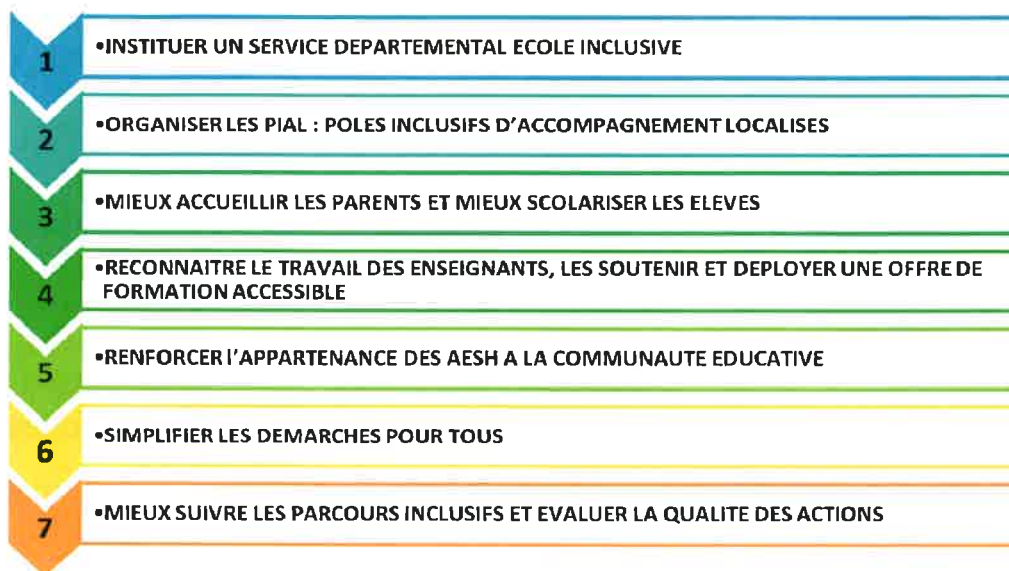 1
•INSTITUER UN SERVICE DEPARTEMENTAL ECOLE INCLUSIVE
2
•ORGANISER LES PIAL : POLES INCLUSIFS D'ACCOMPAGNEMENT LOCALISES
3
•MIEUX ACCUEILLIR LES PARENTS ET MIEUX SCOLARISER LES ELEVES
4
•RECONNAITRE LE TRAVAIL DES ENSEIGNANTS, LES SOUTENIR ET DEPLOYER UNE OFFRE DE
FORMATION ACCESSIBLE
5
•RENFORCER l'APPARTENANCE DES AESH A LA COMMUNAUTE EDUCATIVE
6
•SIMPLIFIER LES DEMARCHES POUR TOUS
7
•MIEUX SUIVRE LES PARCOURS INCLUSIFS ET EVALUER LA QUALITE DES ACTIONS